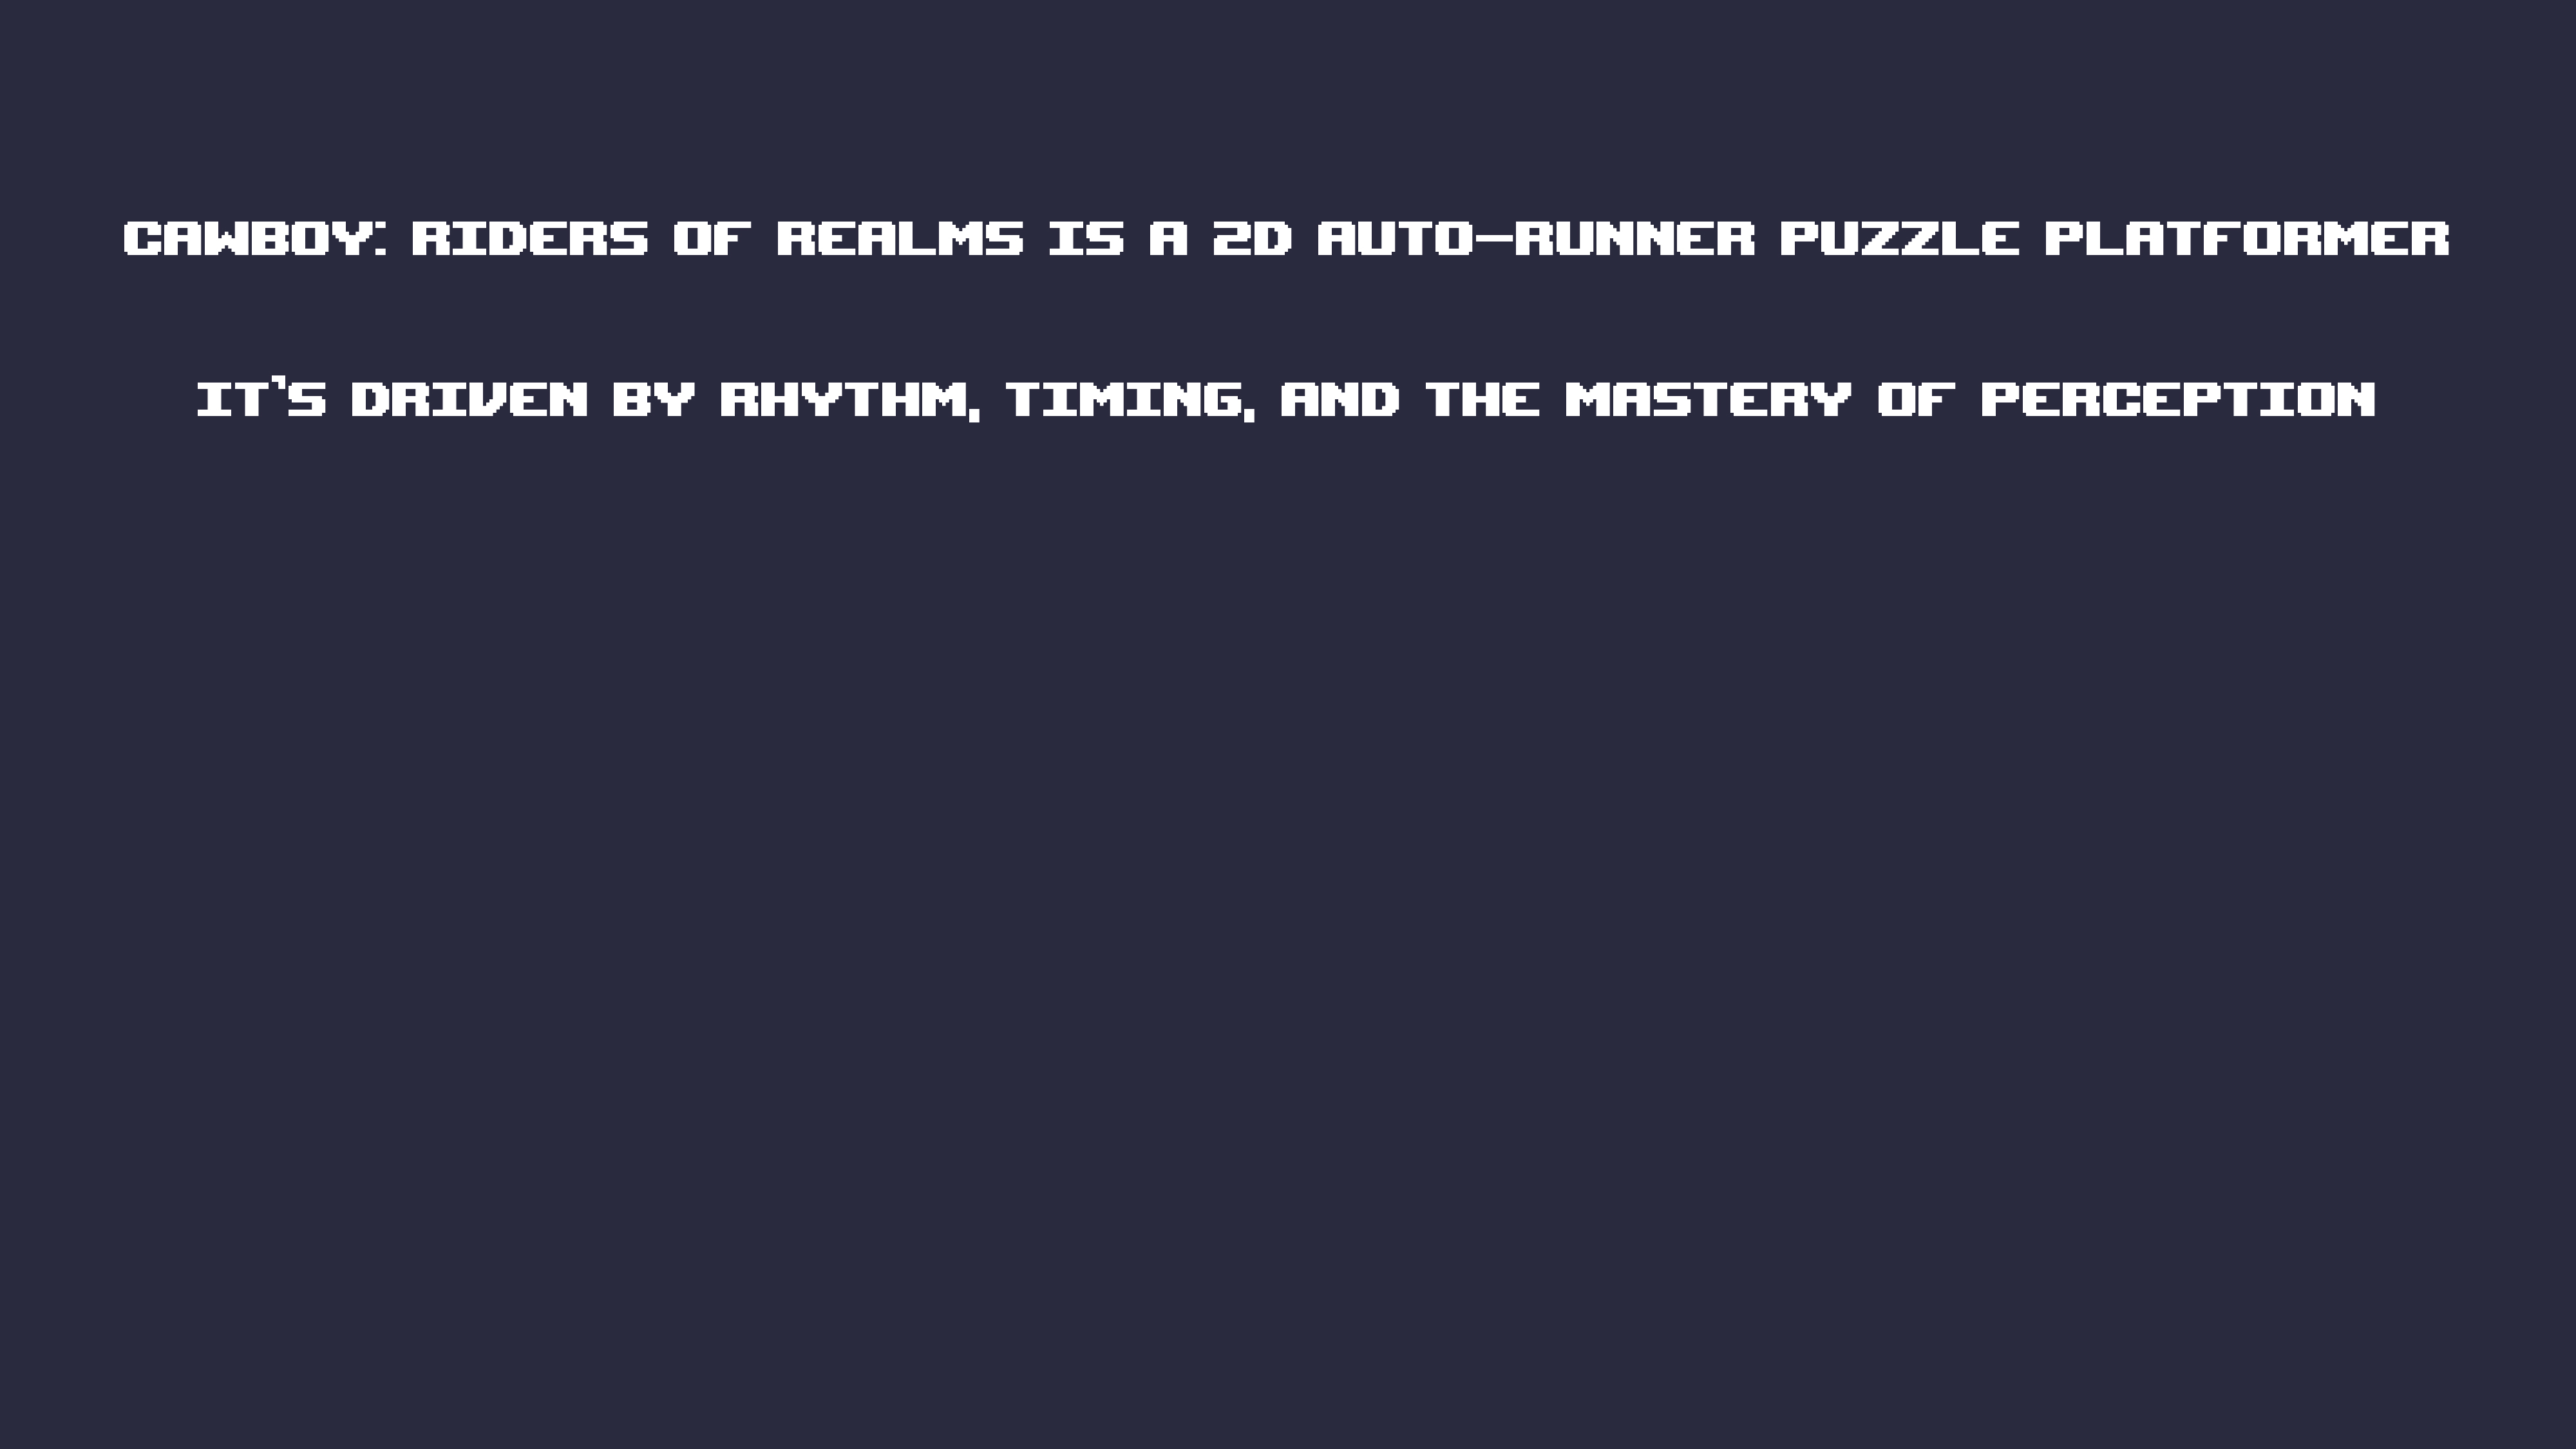 CAWBOY: RIDERS OF REALMS IS A 2D AUTO-RUNNER PUZZLE PLATFORMER
IT'S DRIVEN BY RHYTHM, TIMING, AND THE MASTERY OF PERCEPTION